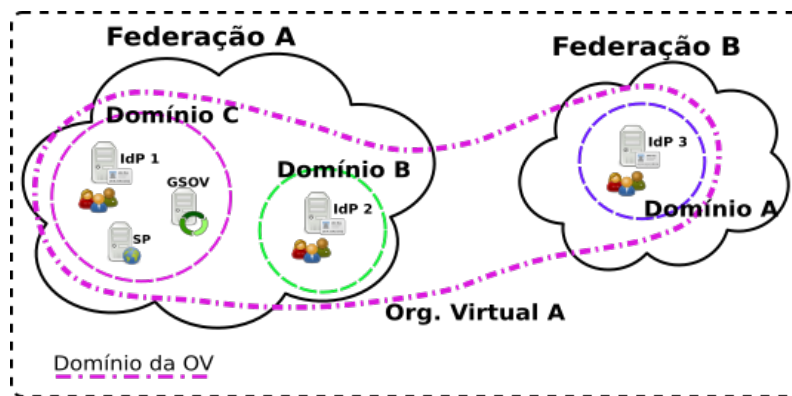 Federação A
Federação B
Domínio C
IdP 1
GSOV
SP
Domínio B
IdP 2
IdP 3
Domínio A
Org. Virtual A
Domínio da OV